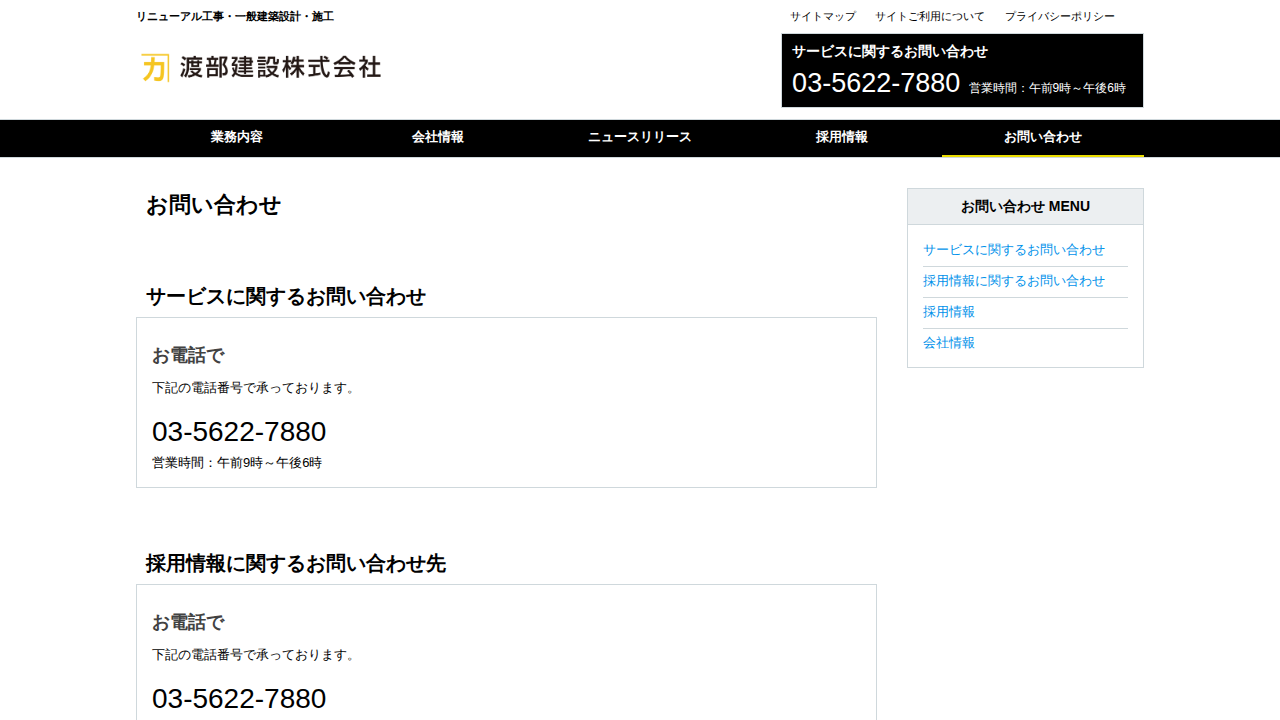 リニューアル工事・一般建築設計・施工
サイトマップ サイトご利用について プライバシーポリシー
渡部建設株式会社
サービスに関するお問い合わせ
03-5622-7880 営業時間：午前9時～午後6時
業務内容 会社情報 ニュースリリース 採用情報 お問い合わせ
お問い合わせ
サービスに関するお問い合わせ
お電話で
下記の電話番号で承っております。
03-5622-7880
営業時間：午前9時～午後6時
採用情報に関するお問い合わせ先
お電話で
下記の電話番号で承っております。
03-5622-7880
お問い合わせ MENU
サービスに関するお問い合わせ
採用情報に関するお問い合わせ
採用情報
会社情報